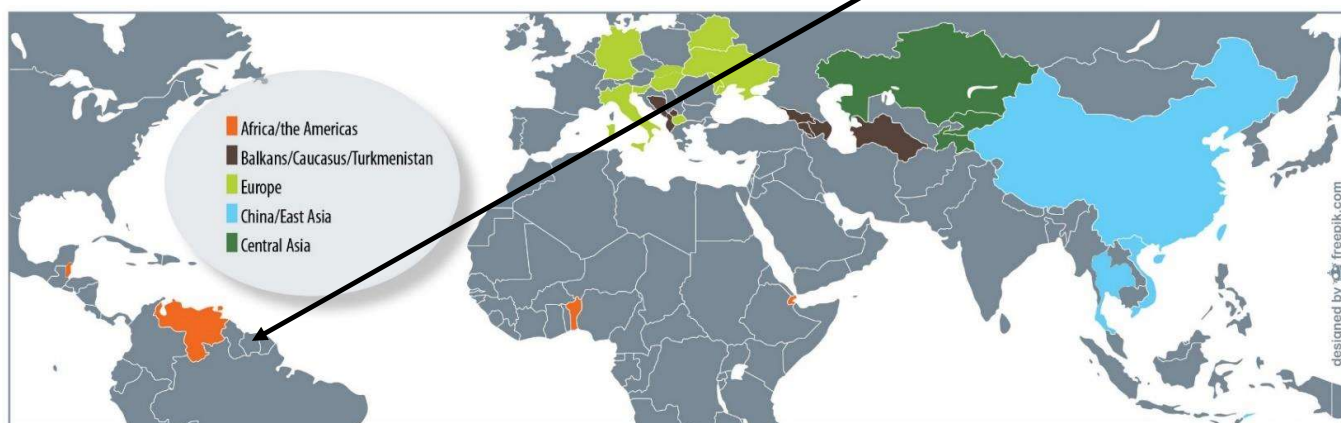 Africa/the Americas
Balkans/Caucasus/Turkmenistan
Europe
China/East Asia
Central Asia
designed by freepik.com